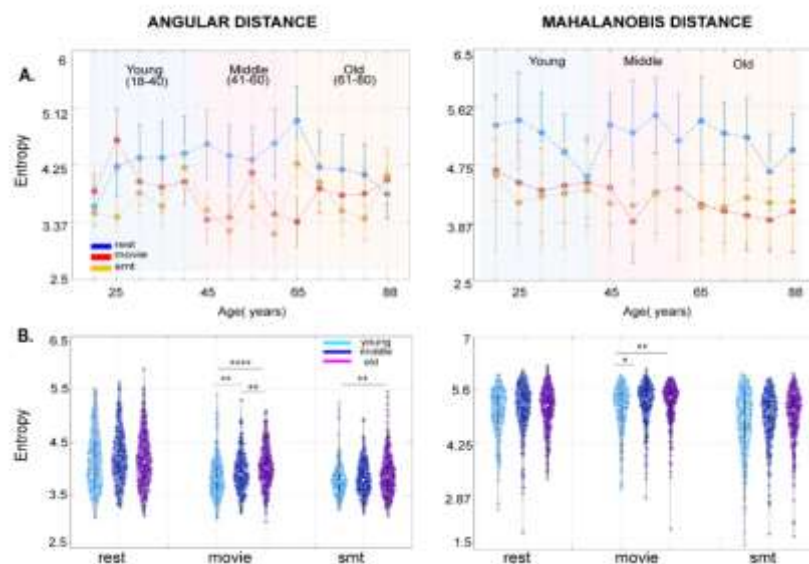 ANGULAR DISTANCE
MAHALANOBIS DISTANCE
A.
Entropy
6
5.12
4.25
3.37
2.5
Young
(18-40)
Middle
(41-60)
Old
(61-80)
rest
movie
smt
25
45
65
88
Age( years)
Entropy
6.5
5.62
4.75
3.87
2.5
Young
Middle
Old
25
45
65
88
Age( years)
B.
Entropy
6.5
5.5
4.5
3.5
2.5
young
middle
old
****
**
**
**
rest
movie
smt
7
5.6
4.25
2.87
1.5
**
*
rest
movie
smt